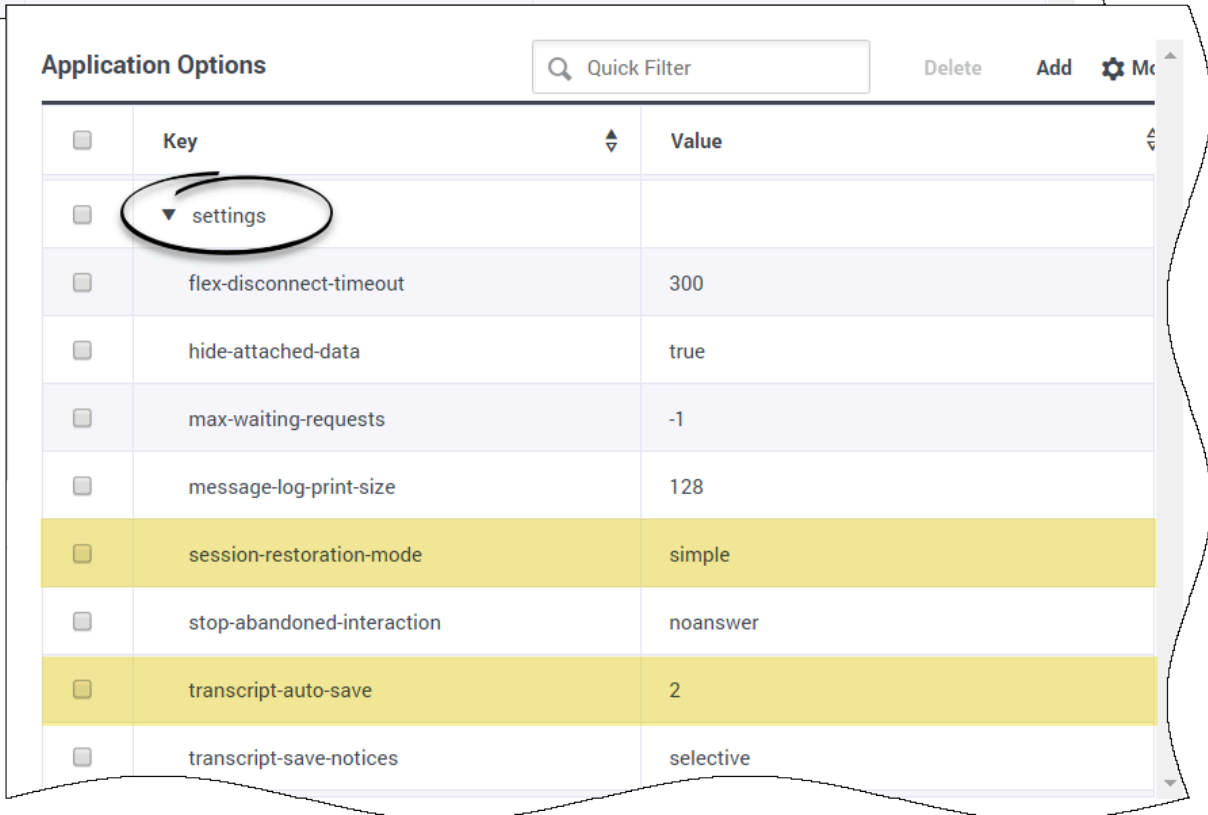 Application Options Quick Filter Delete Add
Key Value
settings
flex-disconnect-timeout 300
hide-attached-data true
max-waiting-requests -1
message-log-print-size 128
session-restoration-mode simple
stop-abandoned-interaction noanswer
transcript-auto-save 2
transcript-save-notices selective